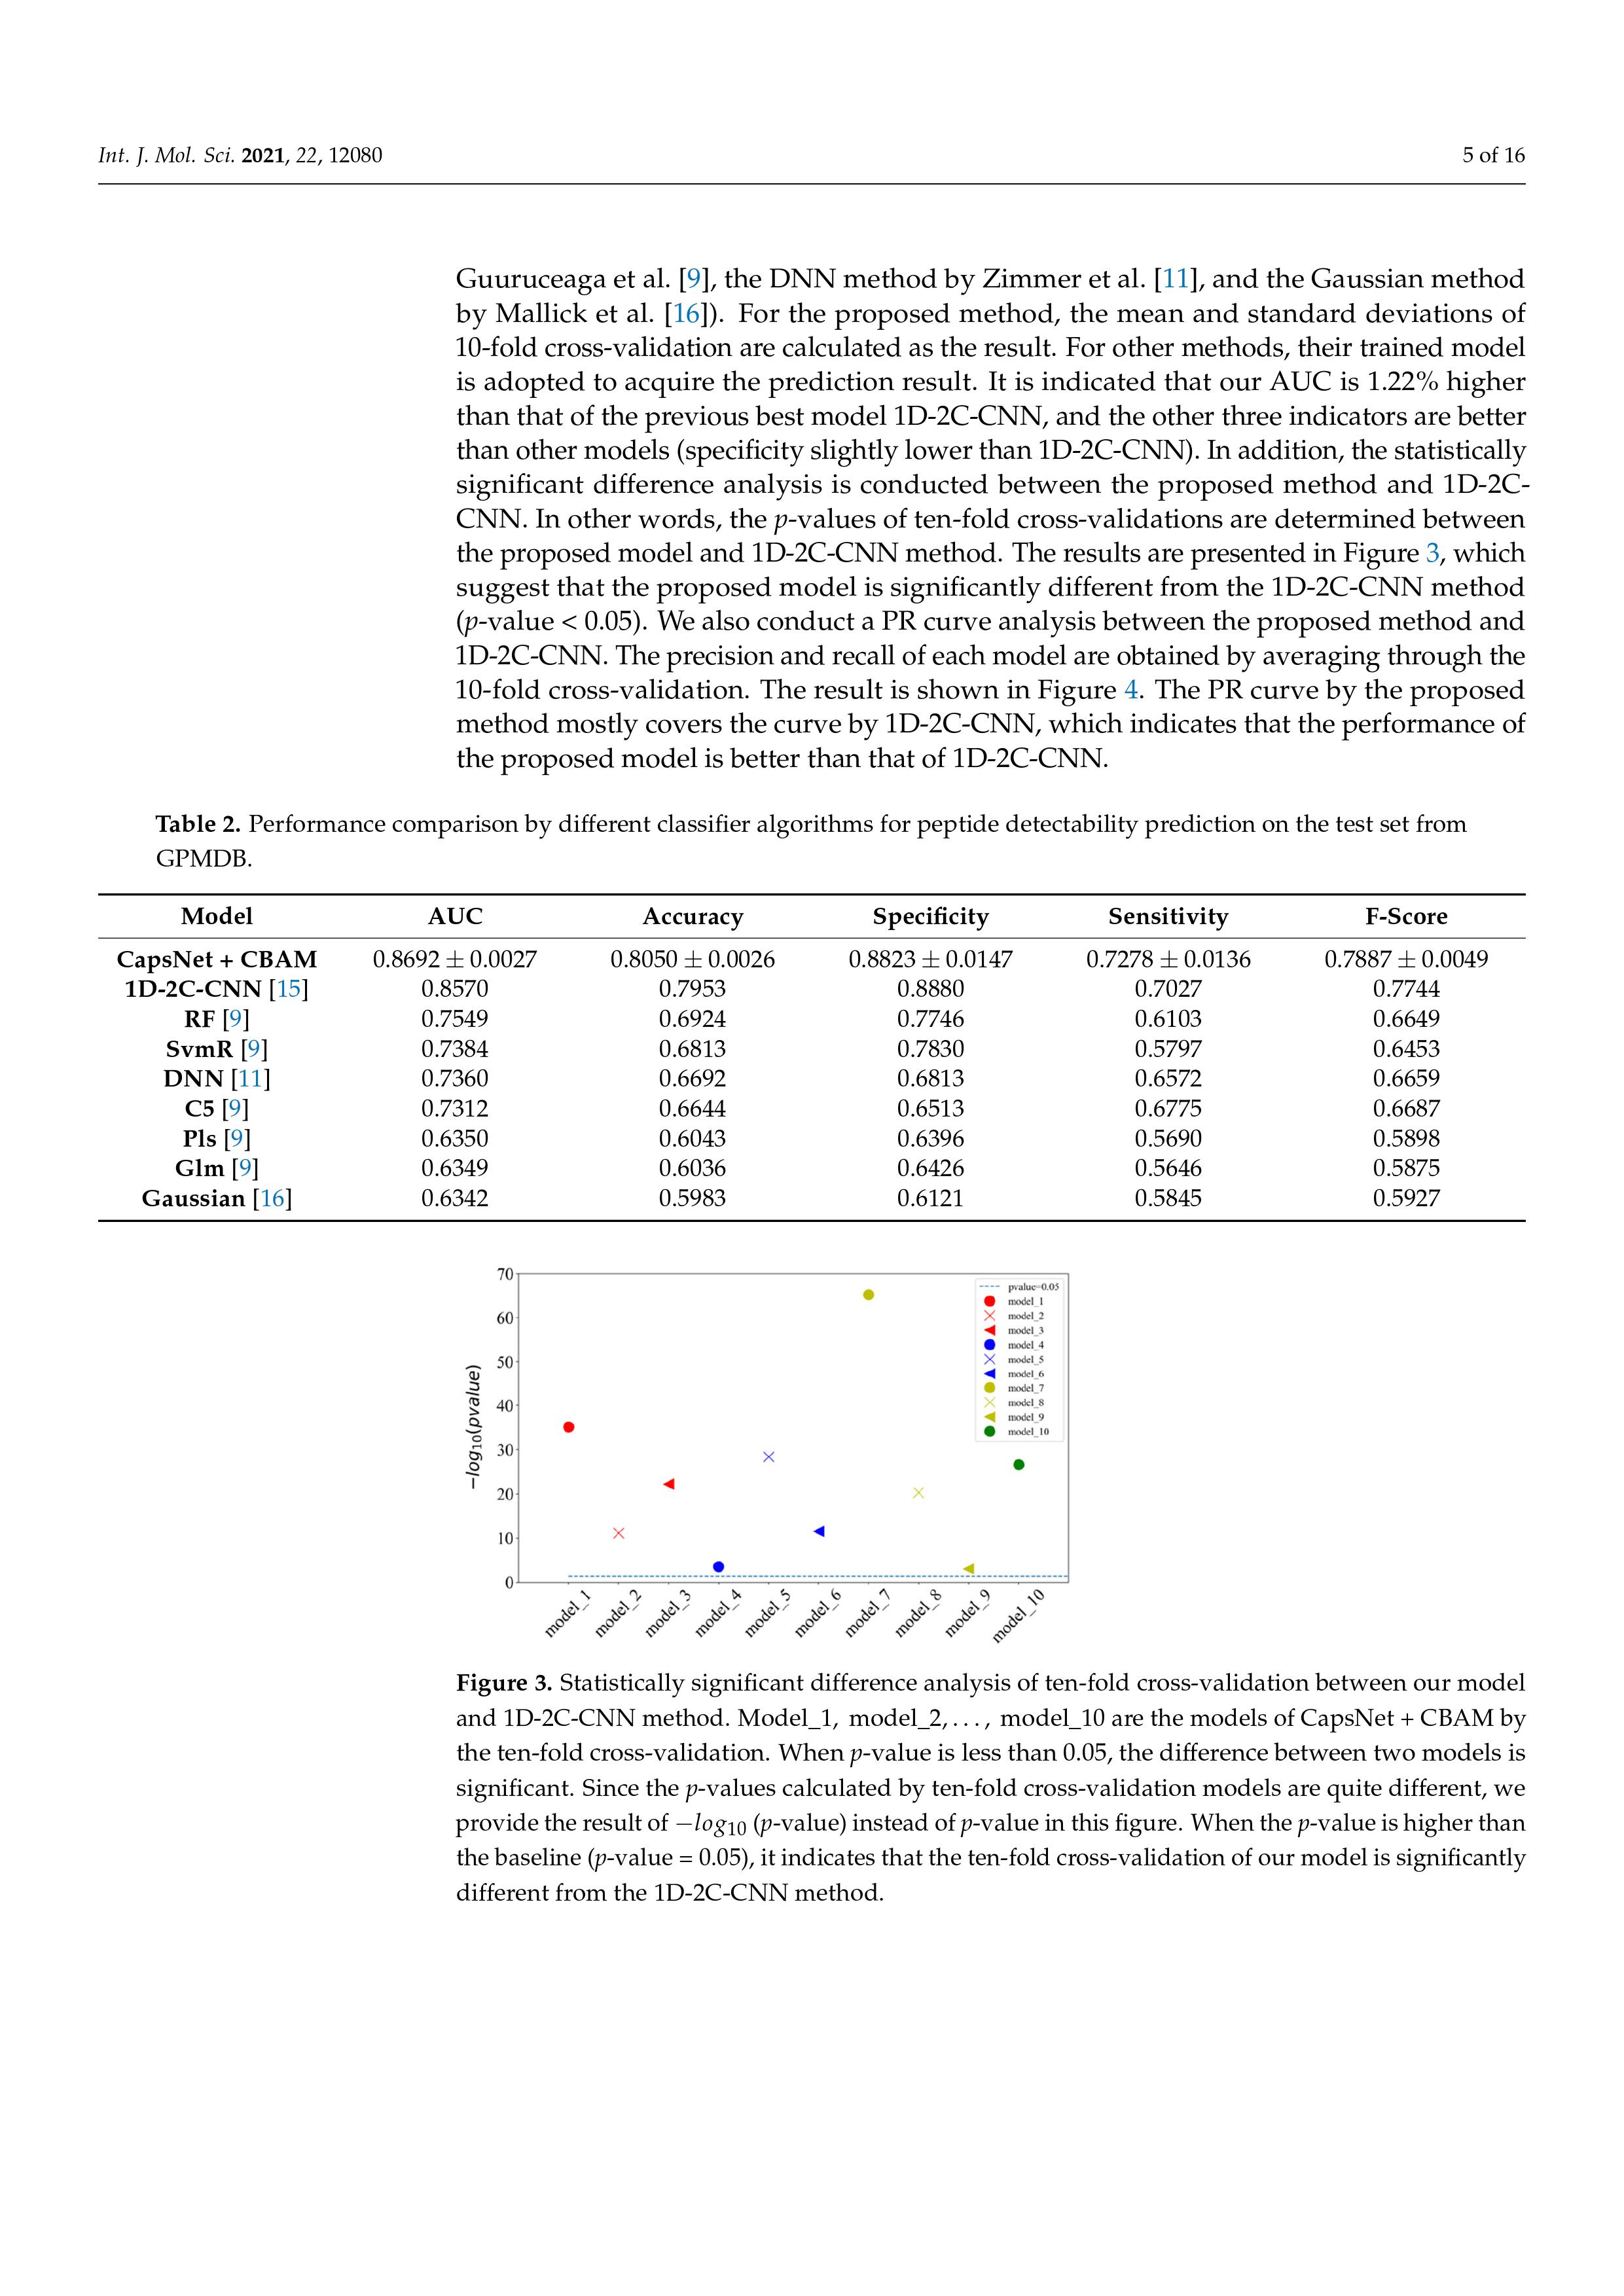 Int. J. Mol. Sci. 2021, 22, 12080
5 of 16
Guuruceaga et al. [9], the DNN method by Zimmer et al. [11], and the Gaussian method
by Mallick et al. [16]). For the proposed method, the mean and standard deviations of
10-fold cross-validation are calculated as the result. For other methods, their trained model
is adopted to acquire the prediction result. It is indicated that our AUC is 1.22% higher
than that of the previous best model 1D-2C-CNN, and the other three indicators are better
than other models (specificity slightly lower than 1D-2C-CNN). In addition, the statistically
significant difference analysis is conducted between the proposed method and 1D-2C-
CNN. In other words, the p-values of ten-fold cross-validations are determined between
the proposed model and 1D-2C-CNN method. The results are presented in Figure 3, which
suggest that the proposed model is significantly different from the 1D-2C-CNN method
(p-value < 0.05). We also conduct a PR curve analysis between the proposed method and
1D-2C-CNN. The precision and recall of each model are obtained by averaging through the
10-fold cross-validation. The result is shown in Figure 4. The PR curve by the proposed
method mostly covers the curve by 1D-2C-CNN, which indicates that the performance of
the proposed model is better than that of 1D-2C-CNN.
Table 2. Performance comparison by different classifier algorithms for peptide detectability prediction on the test set from
GPMDB.
Model AUC Accuracy Specificity Sensitivity F-Score
CapsNet + CBAM 0.8692 ± 0.0027 0.8050 ± 0.0026 0.8823 ± 0.0147 0.7278 ± 0.0136 0.7887 ± 0.0049
1D-2C-CNN [15] 0.8570 0.7953 0.8880 0.7027 0.7744
RF [9] 0.7549 0.6924 0.7746 0.6103 0.6649
SvmR [9] 0.7384 0.6813 0.7830 0.5797 0.6453
DNN [11] 0.7360 0.6692 0.6813 0.6572 0.6659
C5 [9] 0.7312 0.6644 0.6513 0.6775 0.6687
Pls [9] 0.6350 0.6043 0.6396 0.5690 0.5898
Glm [9] 0.6349 0.6036 0.6426 0.5646 0.5875
Gaussian [16] 0.6342 0.5983 0.6121 0.5845 0.5927
−log10(pvalue)
70
60
50
40
30
20
10
0
pvalue=0.05
model_1
model_2
model_3
model_4
model_5
model_6
model_7
model_8
model_9
model_10
model_1 model_2 model_3 model_4 model_5 model_6 model_7 model_8 model_9 model_10
Figure 3. Statistically significant difference analysis of ten-fold cross-validation between our model
and 1D-2C-CNN method. Model_1, model_2, . . . , model_10 are the models of CapsNet + CBAM by
the ten-fold cross-validation. When p-value is less than 0.05, the difference between two models is
significant. Since the p-values calculated by ten-fold cross-validation models are quite different, we
provide the result of −log10 (p-value) instead of p-value in this figure. When the p-value is higher than
the baseline (p-value = 0.05), it indicates that the ten-fold cross-validation of our model is significantly
different from the 1D-2C-CNN method.